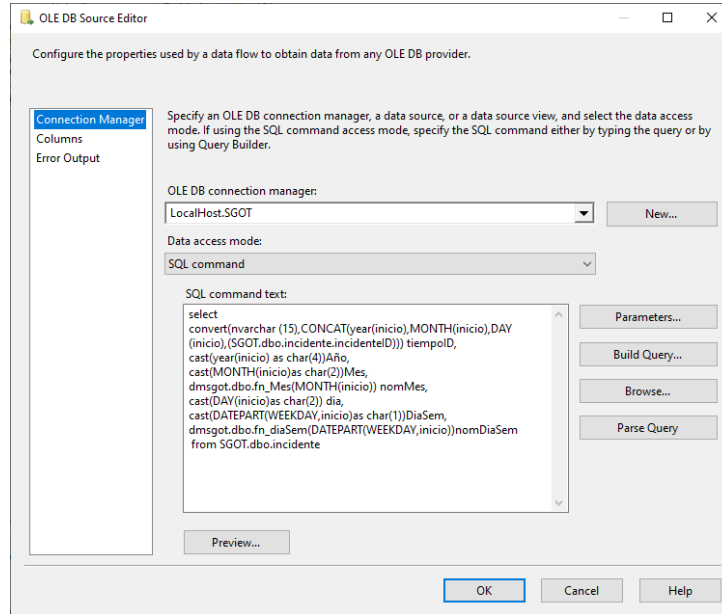 OLE DB Source Editor
Configure the properties used by a data flow to obtain data from any OLE DB provider.
Connection Manager
Columns
Error Output
Specify an OLE DB connection manager, a data source, or a data source view, and select the data access
mode. If using the SQL command access mode, specify the SQL command either by typing the query or by
using Query Builder.
OLE DB connection manager:
LocalHost.SGOT
New...
Data access mode:
SQL command
SQL command text:
select
convert(nvarchar (15),CONCAT(year(inicio),MONTH(inicio),DAY
(inicio),(SGOT.dbo.incidente.incidenteID))) tiempoID,
cast(year(inicio) as char(4))Año,
cast(MONTH(inicio)as char(2))Mes,
dmsgot.dbo.fn_Mes(MONTH(inicio)) nomMes,
cast(DAY(inicio)as char(2)) dia,
cast(DATEPART(WEEKDAY,inicio)as char(1))DiaSem,
dmsgot.dbo.fn_diaSem(DATEPART(WEEKDAY,inicio))nomDiaSem
from SGOT.dbo.incidente
Parameters...
Build Query...
Browse...
Parse Query
Preview...
OK
Cancel
Help